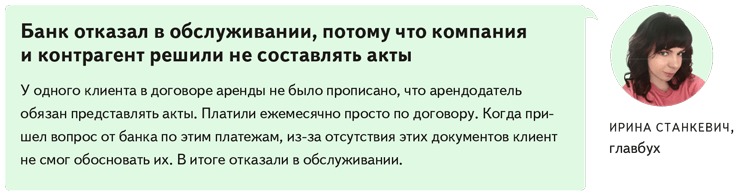 Банк отказал в обслуживании, потому что компания
и контрагент решили не составлять акты
У одного клиента в договоре аренды не было прописано, что арендодатель
обязан представлять акты. Платили ежемесячно просто по договору. Когда при-
шел вопрос от банка по этим платежам, из-за отсутствия этих документов клиент
не смог обосновать их. В итоге отказали в обслуживании.
ИРИНА СТАНКЕВИЧ,
главбух